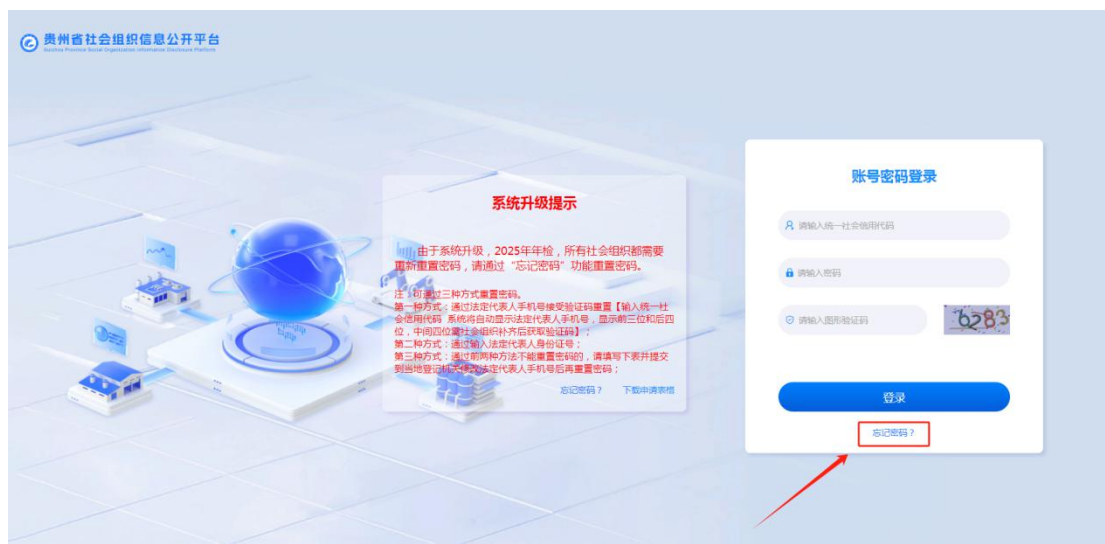 贵州省社会组织信息公开平台
Guizhou Province Social Organization Information Disclosure Platform
账号密码登录
系统升级提示
请输入统一社会信用代码
由于系统升级，2025年年检，所有社会组织都需要
重新重置密码，请通过“忘记密码”功能重置密码。
请输入密码
注：可通过三种方式重置密码。
第一种方式：通过法定代表人手机号接受验证码重置【输入统一社
会信用代码 系统将自动显示法定代表人手机号，显示前三位和后四
位，中间四位需社会组织补齐后获取验证码】；
第二种方式：通过输入法定代表人身份证号；
第三种方式：通过前两种方法不能重置密码的，请填写下表并提交
到当地登记机关修改法定代表人手机号后再重置密码；
请输入图形验证码
6283
忘记密码？ 下载申请表格
登录
忘记密码？